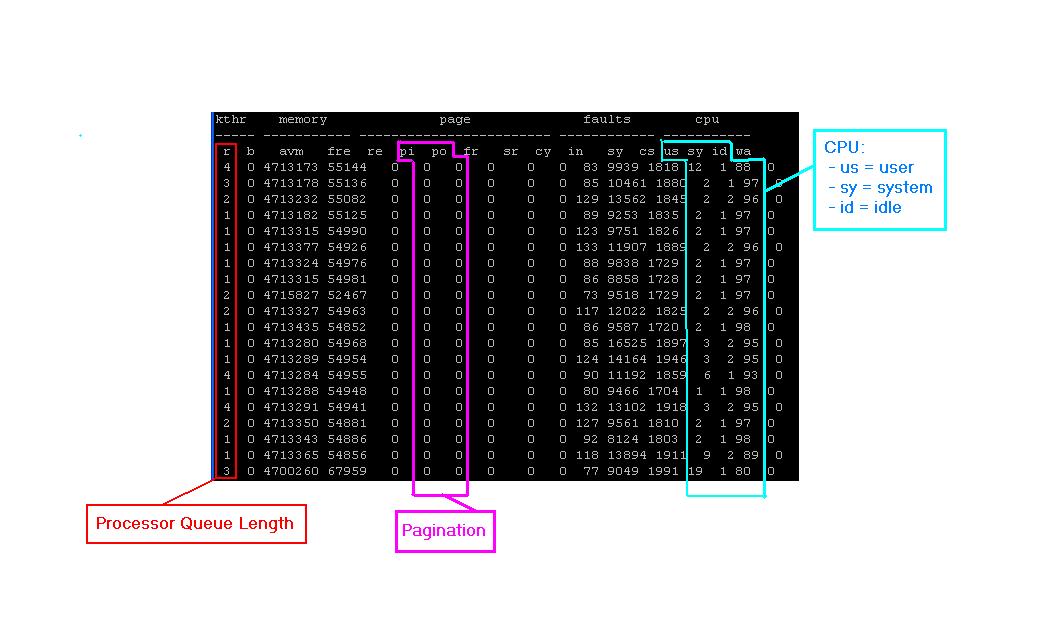 kthr memory page faults cpu
----- ----------- ------------------------ ------------ -----------
r b avm fre re pi po fr sr cy in sy cs us sy id wa
4 0 4713173 55144 0 0 0 0 0 0 83 9939 1818 12 1 88 0
3 0 4713178 55136 0 0 0 0 0 0 85 10461 1880 2 1 97 0
2 0 4713232 55082 0 0 0 0 0 0 129 13562 1845 2 2 96 0
1 0 4713182 55125 0 0 0 0 0 0 89 9253 1835 2 1 97 0
1 0 4713315 54990 0 0 0 0 0 0 123 9751 1826 2 1 97 0
1 0 4713377 54926 0 0 0 0 0 0 133 11907 1889 2 2 96 0
1 0 4713324 54976 0 0 0 0 0 0 88 9838 1729 2 1 97 0
1 0 4713315 54981 0 0 0 0 0 0 86 8858 1728 2 1 97 0
2 0 4715827 52467 0 0 0 0 0 0 73 9518 1729 2 1 97 0
2 0 4713327 54963 0 0 0 0 0 0 117 12022 1825 2 2 96 0
1 0 4713435 54852 0 0 0 0 0 0 86 9587 1720 2 1 98 0
1 0 4713280 54968 0 0 0 0 0 0 85 16525 1897 3 2 95 0
1 0 4713289 54954 0 0 0 0 0 0 124 14164 1946 3 2 95 0
4 0 4713284 54955 0 0 0 0 0 0 90 11192 1859 6 1 93 0
1 0 4713288 54948 0 0 0 0 0 0 80 9466 1704 1 1 98 0
4 0 4713291 54941 0 0 0 0 0 0 132 13102 1918 3 2 95 0
2 0 4713350 54881 0 0 0 0 0 0 127 9561 1810 2 1 97 0
1 0 4713343 54886 0 0 0 0 0 0 92 8124 1803 2 1 98 0
1 0 4713365 54856 0 0 0 0 0 0 118 13894 1911 9 2 89 0
3 0 4700260 67959 0 0 0 0 0 0 77 9049 1991 19 1 80 0
CPU:
- us = user
- sy = system
- id = idle
Processor Queue Length
Pagination